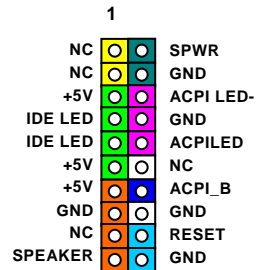 1
NC SPWR
NC GND
+5V ACPI LED-
IDE LED GND
IDE LED ACPILED
+5V NC
+5V ACPI_B
GND GND
NC RESET
SPEAKER GND